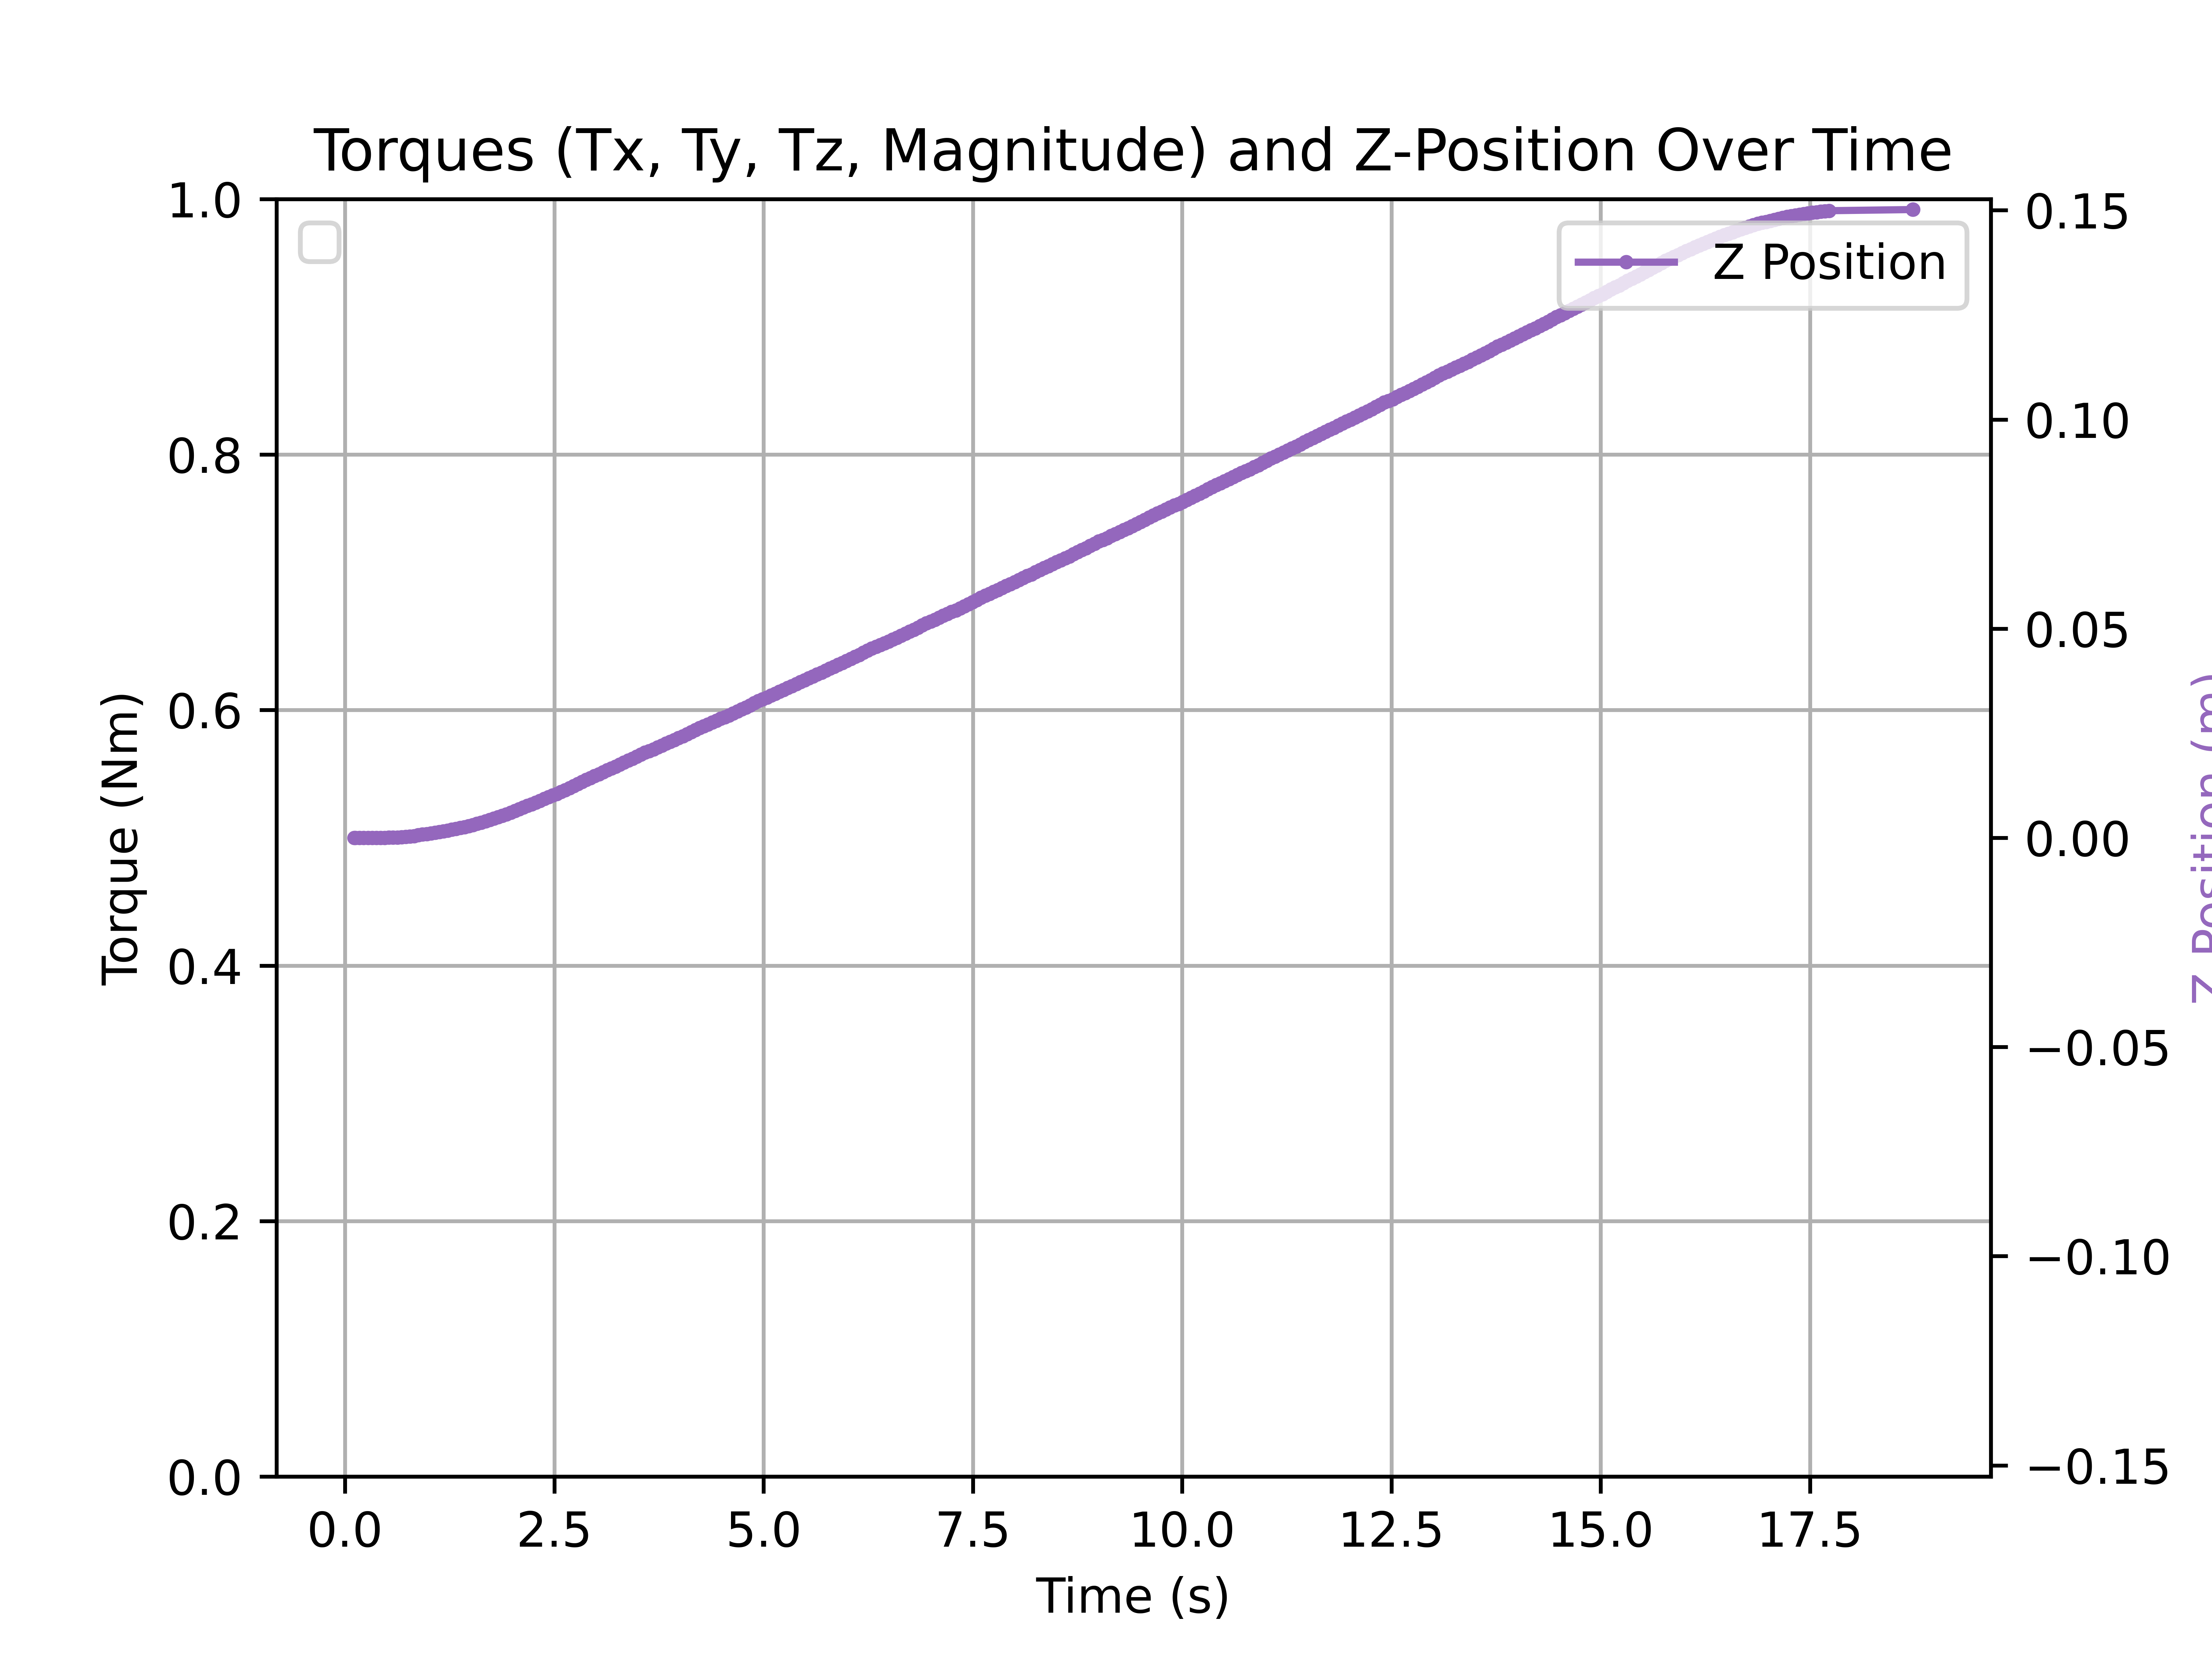 Torques (Tx, Ty, Tz, Magnitude) and Z-Position Over Time
1.0
0.8
0.6
0.4
0.2
0.0
Torque (Nm)
Z Position
0.15
0.10
0.05
0.00
−0.05
−0.10
−0.15
Z Position (m)
0.0 2.5 5.0 7.5 10.0 12.5 15.0 17.5
Time (s)